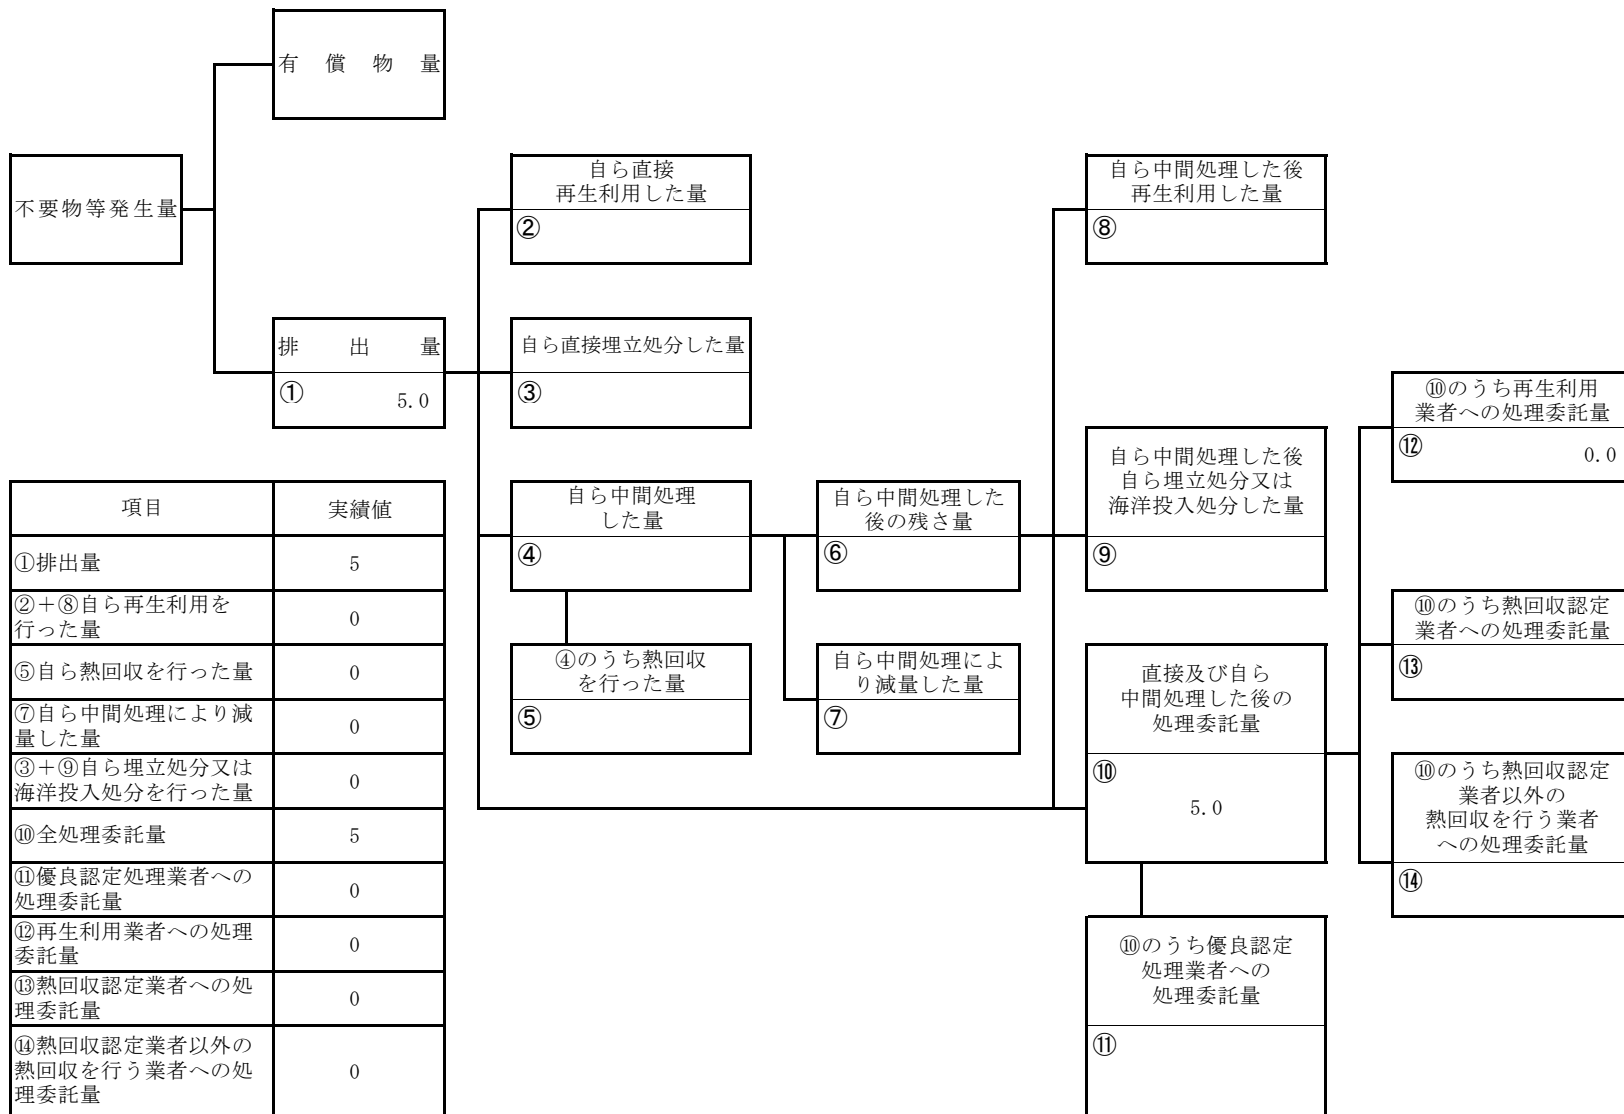 有償物量
不要物等発生量
排出量
①
5.0
自ら直接
再生利用した量
②
自ら直接埋立処分した量
③
自ら中間処理
した量
④
④のうち熱回収
を行った量
⑤
自ら中間処理した
後の残さ量
⑥
自ら中間処理によ
り減量した量
⑦
自ら中間処理した後
再生利用した量
⑧
自ら中間処理した後
自ら埋立処分又は
海洋投入処分した量
⑨
直接及び自ら
中間処理した後の
処理委託量
⑩
5.0
⑩のうち優良認定
処理業者への
処理委託量
⑪
⑩のうち再生利用
業者への処理委託量
⑫
0.0
⑩のうち熱回収認定
業者への処理委託量
⑬
⑩のうち熱回収認定
業者以外の
熱回収を行う業者
への処理委託量
⑭
項目 実績値
①排出量 5
②+⑧自ら再生利用を
行った量 0
⑤自ら熱回収を行った量 0
⑦自ら中間処理により減
量した量 0
③+⑨自ら埋立処分又は
海洋投入処分を行った量 0
⑩全処理委託量 5
⑪優良認定処理業者への
処理委託量 0
⑫再生利用業者への処理
委託量 0
⑬熱回収認定業者への処
理委託量 0
⑭熱回収認定業者以外の
熱回収を行う業者への処
理委託量 0